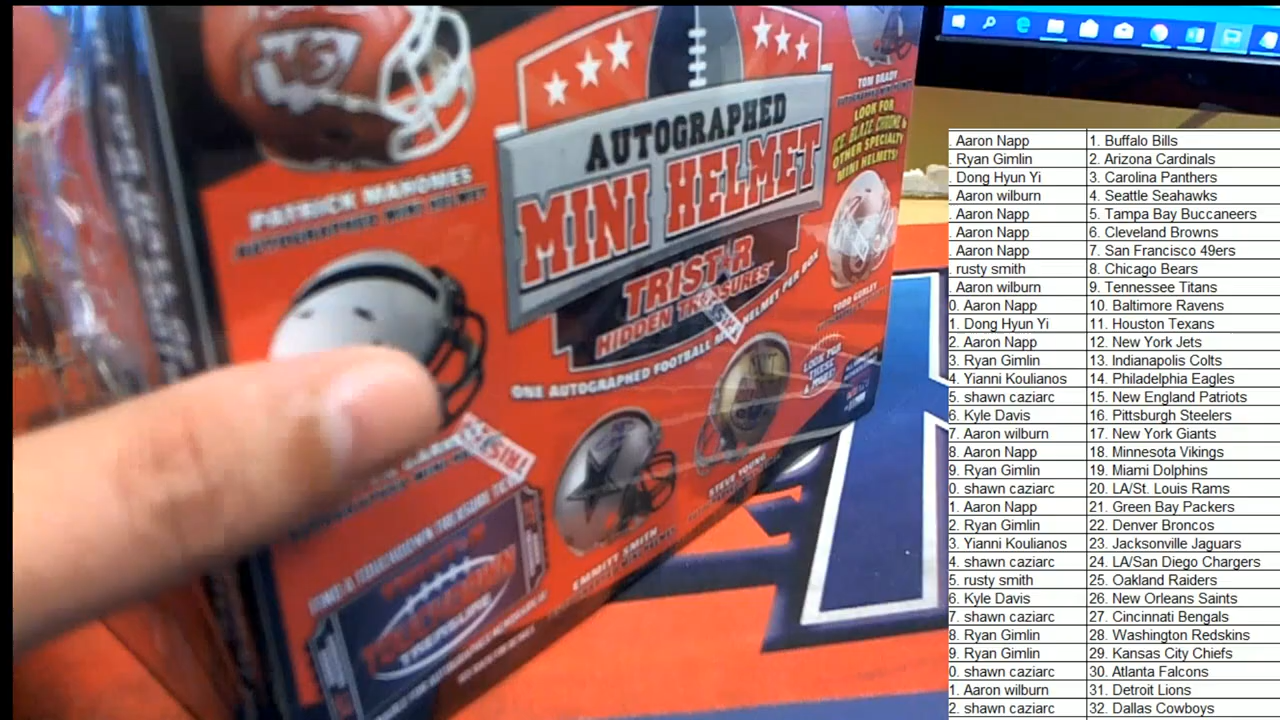 PATRICK MAHOMES
AUTOGRAPHED MINI HELMET
AUTOGRAPHED
MINI HELMET
TRISTAR
HIDDEN TREASURES
ONE AUTOGRAPHED FOOTBALL MINI HELMET PER BOX
TOM BRADY
LOOK FOR
ICE, BLAZE, CHROME &
OTHER SPECIALTY
MINI HELMETS!
TODD GURLEY
STEVE YOUNG
EMMITT SMITH
LOOK FOR
THESE
& MORE!
TREASURE
. Aaron Napp 1. Buffalo Bills
. Ryan Gimlin 2. Arizona Cardinals
. Dong Hyun Yi 3. Carolina Panthers
. Aaron wilburn 4. Seattle Seahawks
. Aaron Napp 5. Tampa Bay Buccaneers
. Aaron Napp 6. Cleveland Browns
. Aaron Napp 7. San Francisco 49ers
. rusty smith 8. Chicago Bears
. Aaron wilburn 9. Tennessee Titans
0. Aaron Napp 10. Baltimore Ravens
1. Dong Hyun Yi 11. Houston Texans
2. Aaron Napp 12. New York Jets
3. Ryan Gimlin 13. Indianapolis Colts
4. Yianni Koulianos 14. Philadelphia Eagles
5. shawn caziarc 15. New England Patriots
6. Kyle Davis 16. Pittsburgh Steelers
7. Aaron wilburn 17. New York Giants
8. Aaron Napp 18. Minnesota Vikings
9. Ryan Gimlin 19. Miami Dolphins
0. shawn caziarc 20. LA/St. Louis Rams
1. Aaron Napp 21. Green Bay Packers
2. Ryan Gimlin 22. Denver Broncos
3. Yianni Koulianos 23. Jacksonville Jaguars
4. shawn caziarc 24. LA/San Diego Chargers
5. rusty smith 25. Oakland Raiders
6. Kyle Davis 26. New Orleans Saints
7. shawn caziarc 27. Cincinnati Bengals
8. Ryan Gimlin 28. Washington Redskins
9. Ryan Gimlin 29. Kansas City Chiefs
0. shawn caziarc 30. Atlanta Falcons
1. Aaron wilburn 31. Detroit Lions
2. shawn caziarc 32. Dallas Cowboys